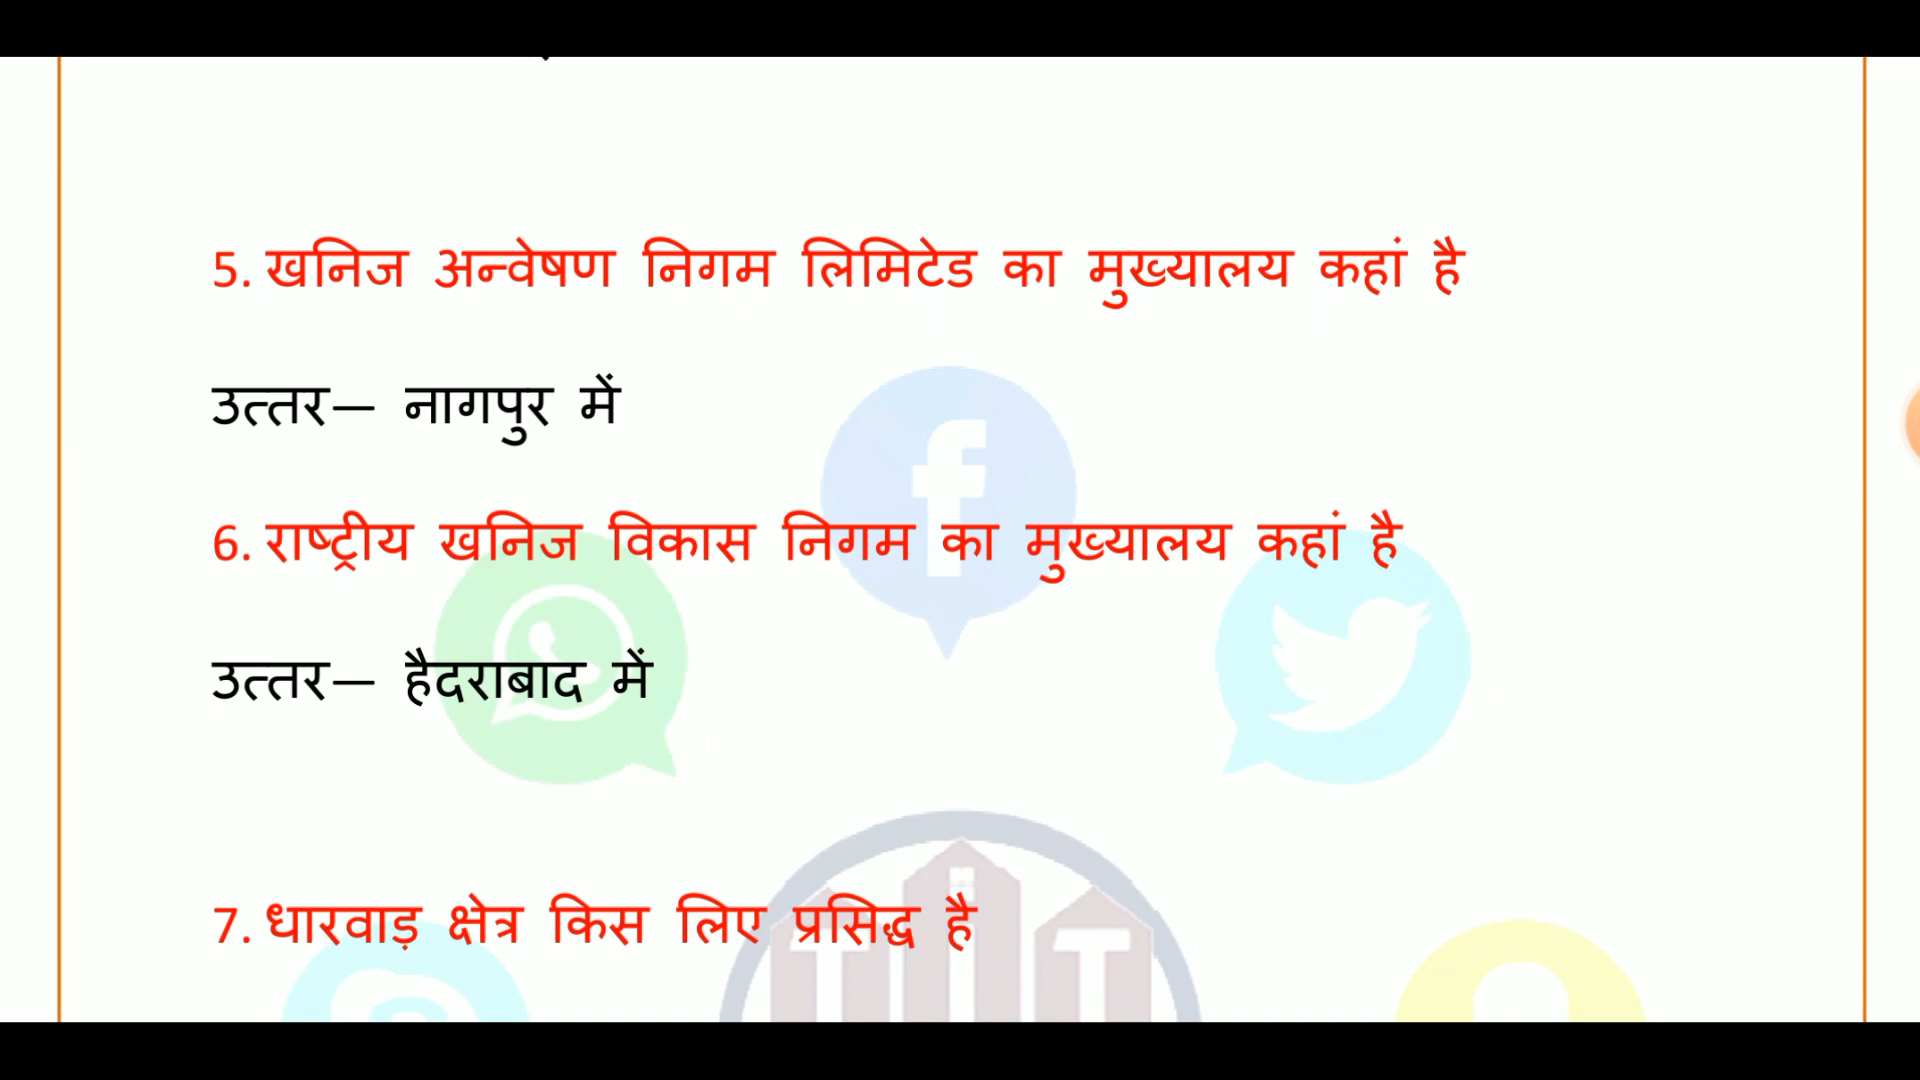 5. खनिज अन्वेषण निगम लिमिटेड का मुख्यालय कहां है
उत्तर— नागपुर में
6. राष्ट्रीय खनिज विकास निगम का मुख्यालय कहां है
उत्तर— हैदराबाद में
7. धारवाड़ क्षेत्र किस लिए प्रसिद्ध है